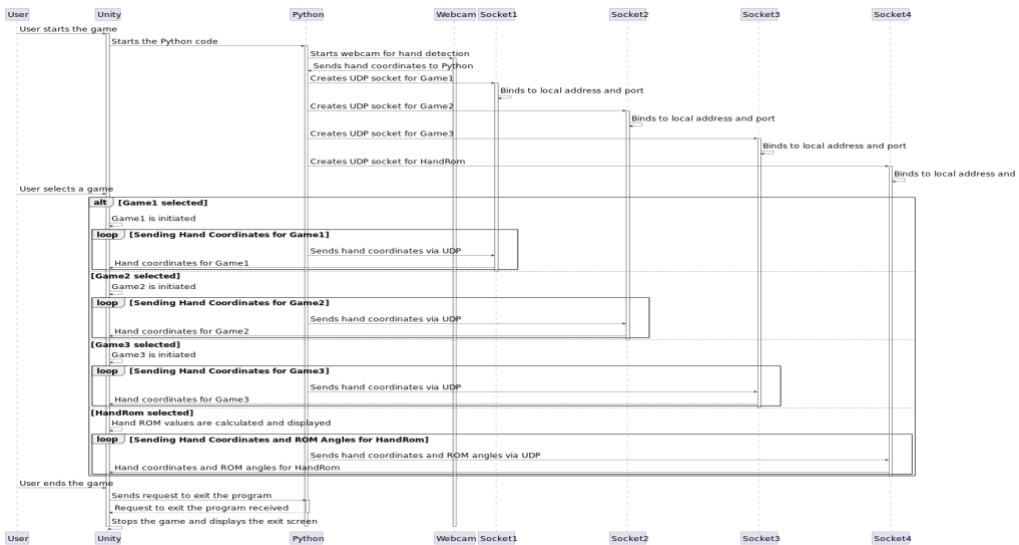 User Unity Python Webcam Socket1 Socket2 Socket3 Socket4
User starts the game
Starts the Python code
Starts webcam for hand detection
Sends hand coordinates to Python
Creates UDP socket for Game1
Binds to local address and port
Creates UDP socket for Game2
Binds to local address and port
Creates UDP socket for Game3
Binds to local address and port
Creates UDP socket for HandRom
Binds to local address and
User selects a game
alt [Game1 selected]
Game1 is initiated
loop [Sending Hand Coordinates for Game1]
Sends hand coordinates via UDP
Hand coordinates for Game1
[Game2 selected]
Game2 is initiated
loop [Sending Hand Coordinates for Game2]
Sends hand coordinates via UDP
Hand coordinates for Game2
[Game3 selected]
Game3 is initiated
loop [Sending Hand Coordinates for Game3]
Sends hand coordinates via UDP
Hand coordinates for Game3
[HandRom selected]
Hand ROM values are calculated and displayed
loop [Sending Hand Coordinates and ROM Angles for HandRom]
Sends hand coordinates and ROM angles via UDP
Hand coordinates and ROM angles for HandRom
User ends the game
Sends request to exit the program
Request to exit the program received
Stops the game and displays the exit screen
User Unity Python Webcam Socket1 Socket2 Socket3 Socket4